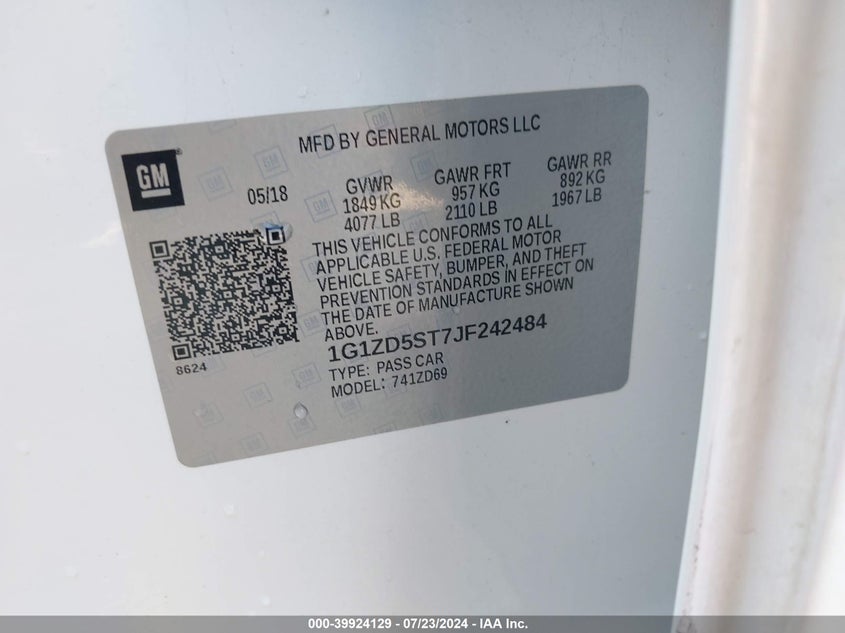 MFD BY GENERAL MOTORS LLC
GM®
05/18
GVWR
1849 KG
4077 LB
GAWR FRT
957 KG
2110 LB
GAWR RR
892 KG
1967 LB
THIS VEHICLE CONFORMS TO ALL
APPLICABLE U.S. FEDERAL MOTOR
VEHICLE SAFETY, BUMPER, AND THEFT
PREVENTION STANDARDS IN EFFECT ON
THE DATE OF MANUFACTURE SHOWN
ABOVE.
8624
1G1ZD5ST7JF242484
TYPE: PASS CAR
MODEL: 741ZD69
000-39924129 - 07/23/2024 - IAA Inc.